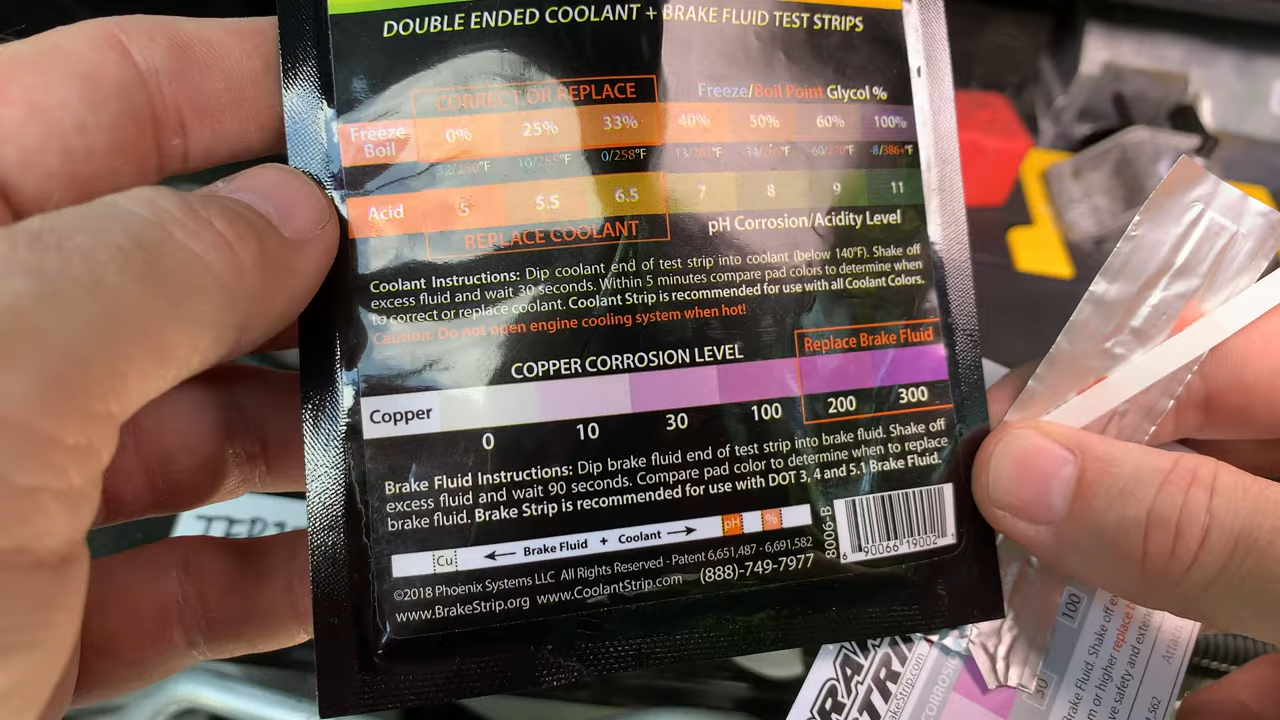 DOUBLE ENDED COOLANT + BRAKE FLUID TEST STRIPS
CORRECT OR REPLACE
Freeze/Boil Point Glycol %
Freeze Boil 0% 25% 33% 40% 50% 60% 100%
0/258°F -8/386+°F
Acid 5 5.5 6.5 7 8 9 11
REPLACE COOLANT
pH Corrosion/Acidity Level
Coolant Instructions: Dip coolant end of test strip into coolant (below 140°F). Shake off
excess fluid and wait 30 seconds. Within 5 minutes compare pad colors to determine when
to correct or replace coolant. Coolant Strip is recommended for use with all Coolant Colors.
Caution: Do not open engine cooling system when hot!
COPPER CORROSION LEVEL
Replace Brake Fluid
Copper
0 10 30 100 200 300
Brake Fluid Instructions: Dip brake fluid end of test strip into brake fluid. Shake off
excess fluid and wait 90 seconds. Compare pad color to determine when to replace
brake fluid. Brake Strip is recommended for use with DOT 3, 4 and 5.1 Brake Fluid.
Cu Brake Fluid + Coolant pH %
8006-B
6 90066 19002 1
©2018 Phoenix Systems LLC All Rights Reserved - Patent 6,651,487 - 6,691,582
www.BrakeStrip.org www.CoolantStrip.com (888)-749-7977
100
50
Brake Fluid. Shake off